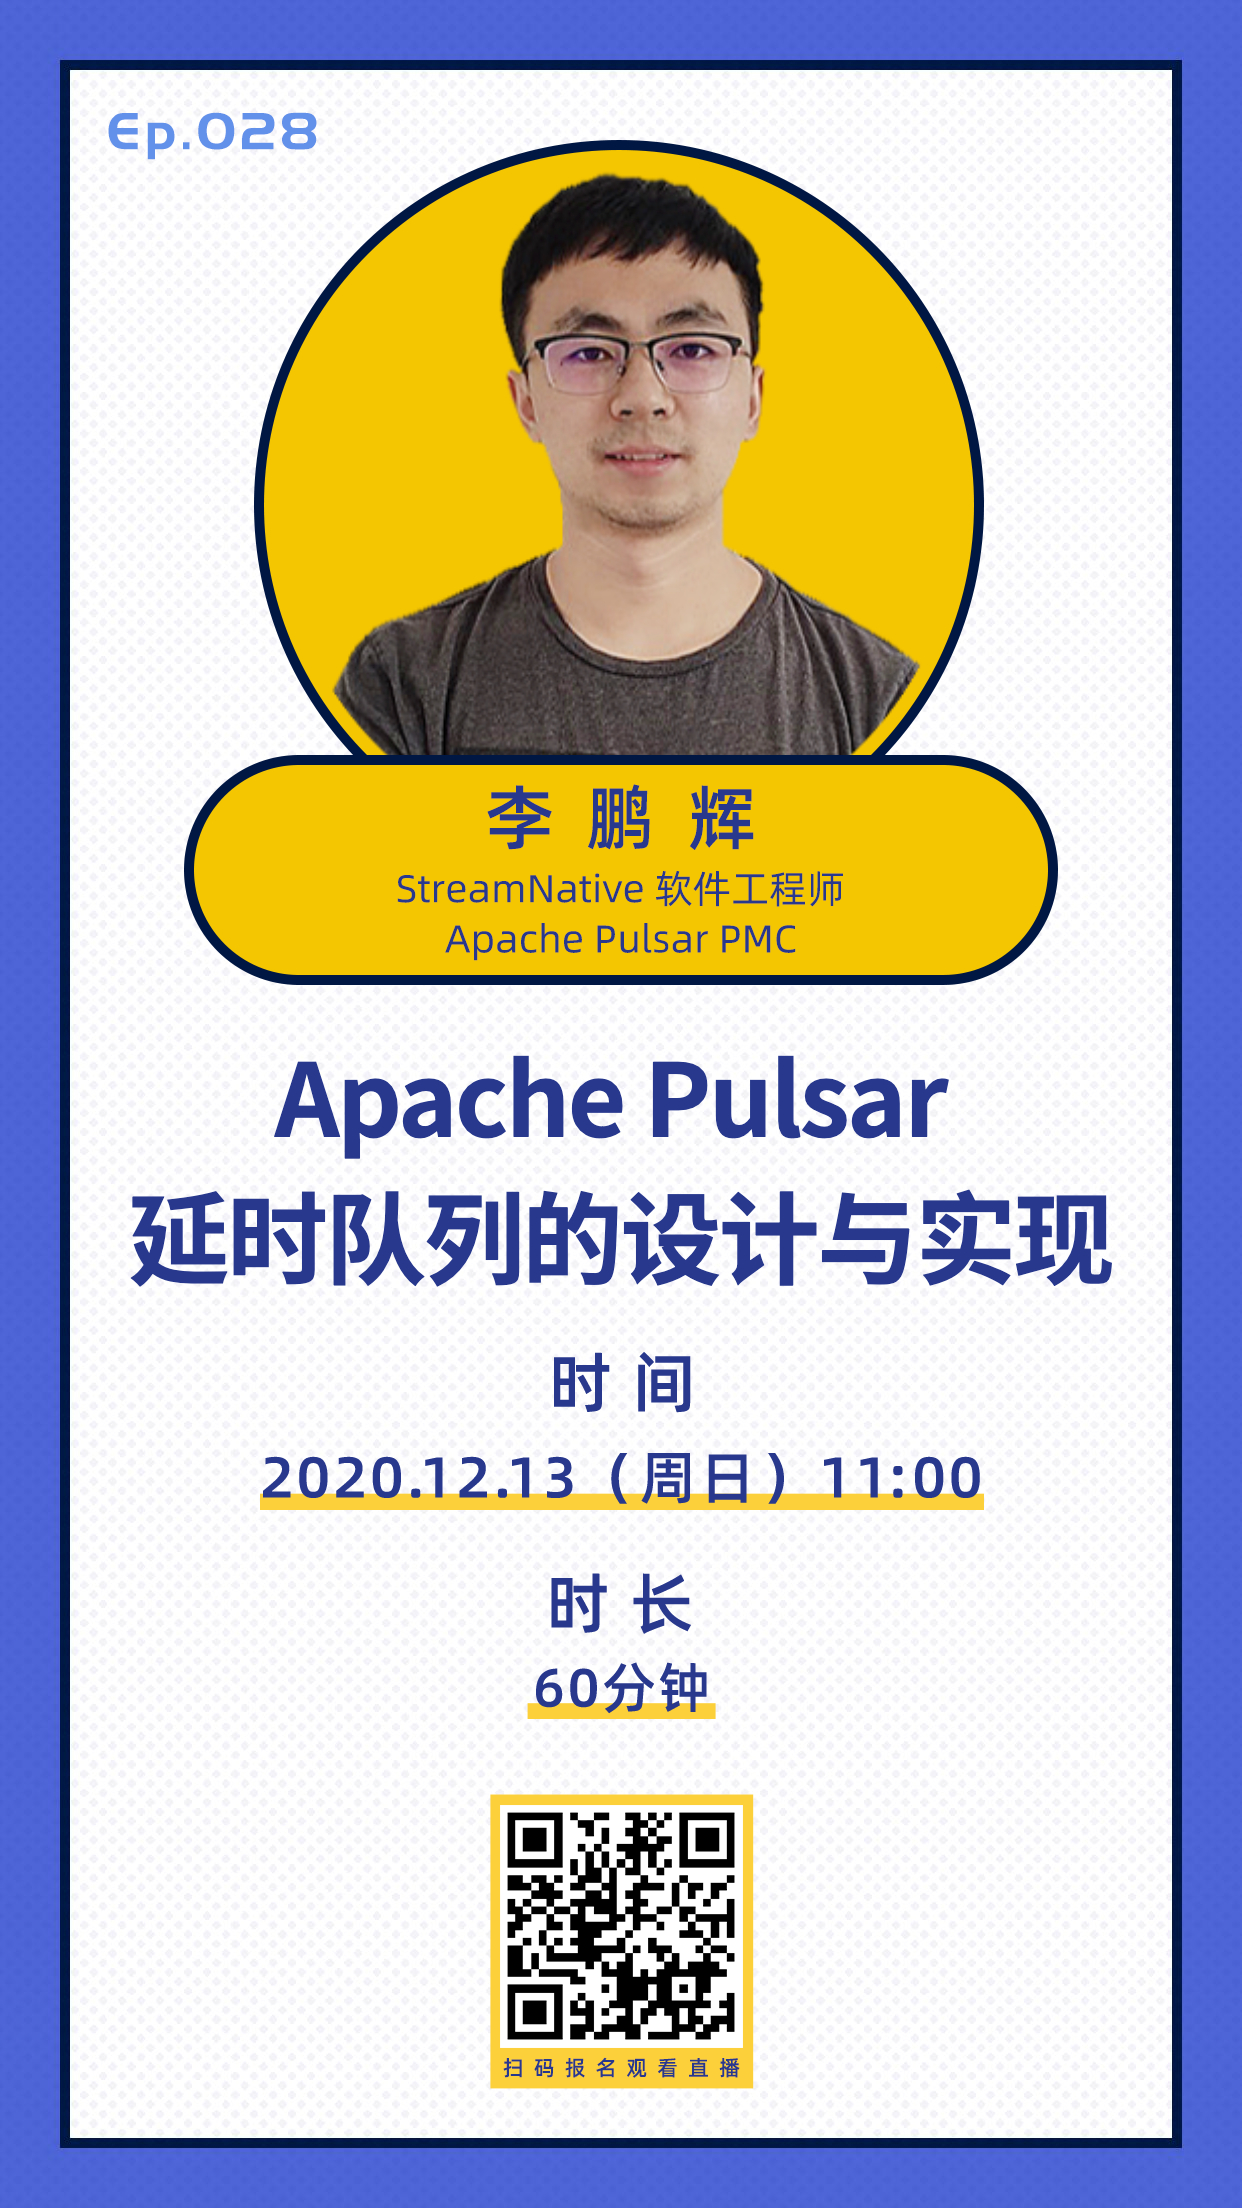 Ep.028
李鹏辉
StreamNative 软件工程师
Apache Pulsar PMC
Apache Pulsar
延时队列的设计与实现
时间
2020.12.13（周日）11:00
时长
60分钟
扫码报名观看直播